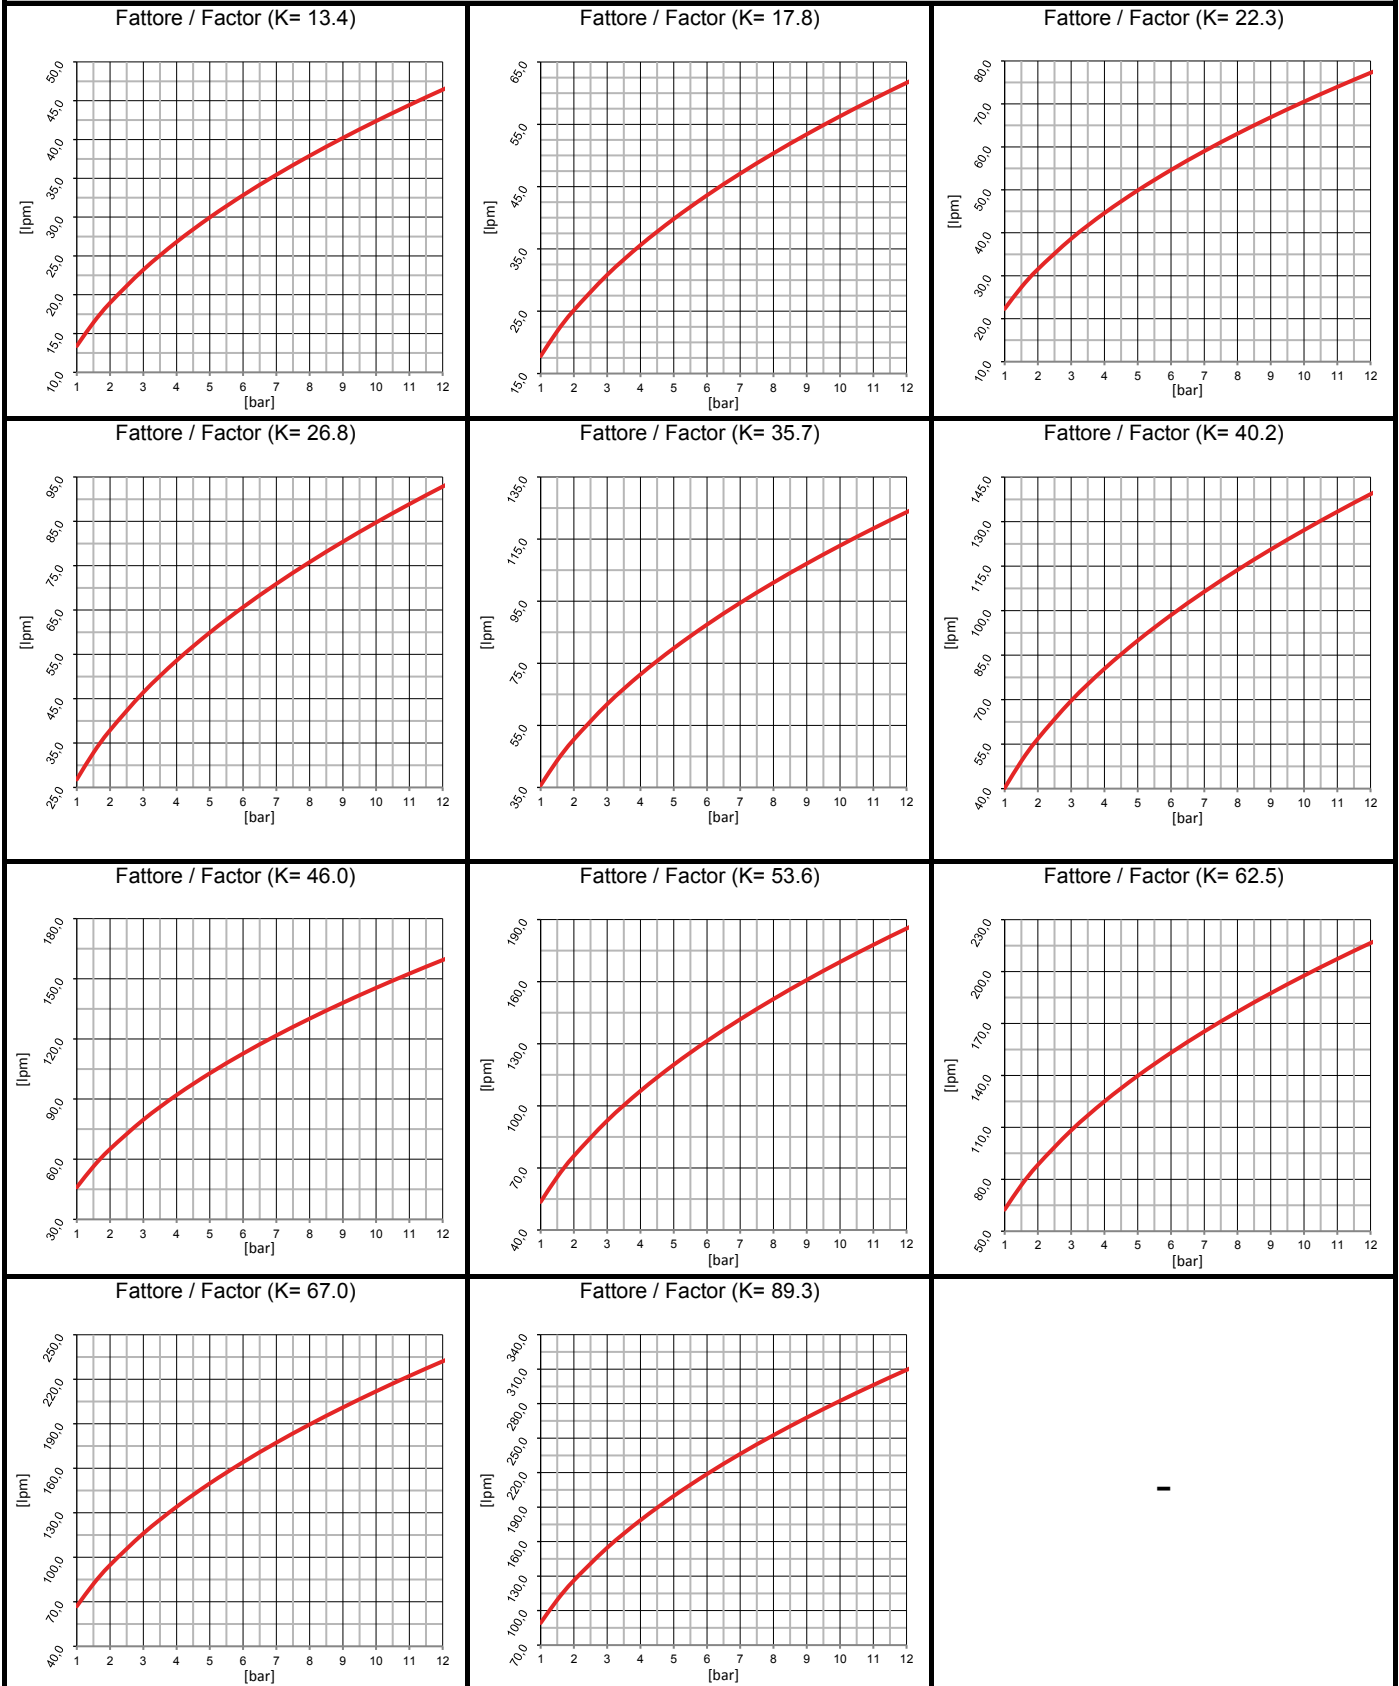 Fattore / Factor (K= 13.4)
50.0
45.0
40.0
35.0
30.0
25.0
20.0
15.0
10.0
[lpm]
1 2 3 4 5 6 7 8 9 10 11 12
[bar]
Fattore / Factor (K= 17.8)
65.0
55.0
45.0
35.0
25.0
15.0
[lpm]
1 2 3 4 5 6 7 8 9 10 11 12
[bar]
Fattore / Factor (K= 22.3)
80.0
70.0
60.0
50.0
40.0
30.0
20.0
10.0
[lpm]
1 2 3 4 5 6 7 8 9 10 11 12
[bar]
Fattore / Factor (K= 26.8)
95.0
85.0
75.0
65.0
55.0
45.0
35.0
25.0
[lpm]
1 2 3 4 5 6 7 8 9 10 11 12
[bar]
Fattore / Factor (K= 35.7)
135.0
115.0
95.0
75.0
55.0
35.0
[lpm]
1 2 3 4 5 6 7 8 9 10 11 12
[bar]
Fattore / Factor (K= 40.2)
145.0
130.0
115.0
100.0
85.0
70.0
55.0
40.0
[lpm]
1 2 3 4 5 6 7 8 9 10 11 12
[bar]
Fattore / Factor (K= 46.0)
180.0
150.0
120.0
90.0
60.0
30.0
[lpm]
1 2 3 4 5 6 7 8 9 10 11 12
[bar]
Fattore / Factor (K= 53.6)
190.0
160.0
130.0
100.0
70.0
40.0
[lpm]
1 2 3 4 5 6 7 8 9 10 11 12
[bar]
Fattore / Factor (K= 62.5)
230.0
200.0
170.0
140.0
110.0
80.0
50.0
[lpm]
1 2 3 4 5 6 7 8 9 10 11 12
[bar]
Fattore / Factor (K= 67.0)
250.0
220.0
190.0
160.0
130.0
100.0
70.0
40.0
[lpm]
1 2 3 4 5 6 7 8 9 10 11 12
[bar]
Fattore / Factor (K= 89.3)
340.0
310.0
280.0
250.0
220.0
190.0
160.0
130.0
100.0
70.0
[lpm]
1 2 3 4 5 6 7 8 9 10 11 12
[bar]
-